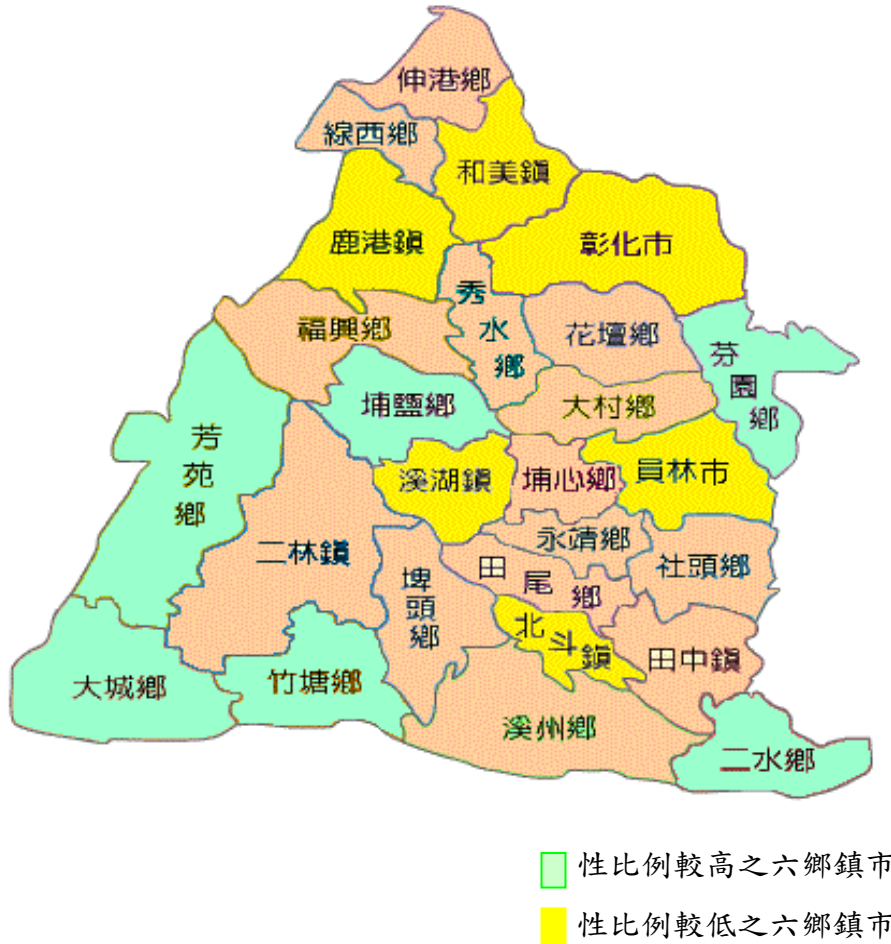 伸港鄉
線西鄉
和美鎮
鹿港鎮
彰化市
秀水鄉
福興鄉
花壇鄉
芬園鄉
埔鹽鄉
大村鄉
芳苑鄉
溪湖鎮
埔心鄉
員林市
二林鎮
永靖鄉
社頭鄉
埤頭鄉
田尾鄉
北斗鎮
田中鎮
大城鄉
竹塘鄉
溪州鄉
二水鄉
性比例較高之六鄉鎮市
性比例較低之六鄉鎮市